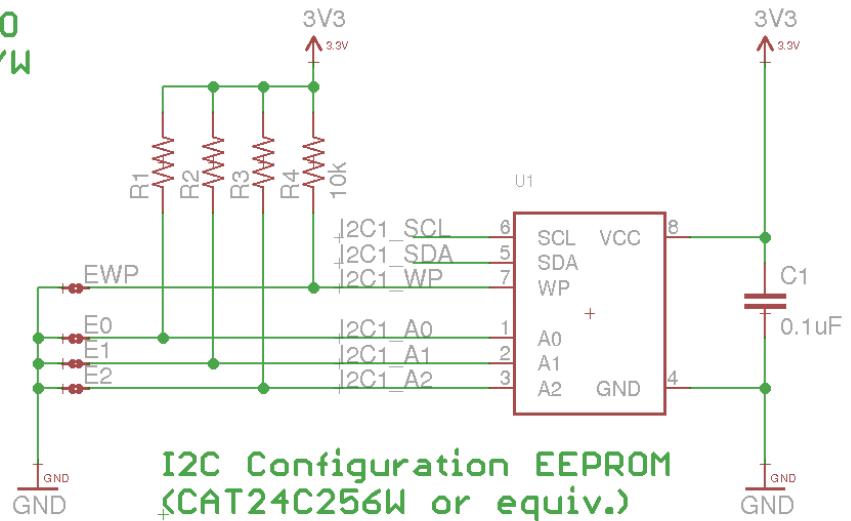 0
/W
3V3
3.3V
3V3
3.3V
R1
R2
R3
R4
10k
U1
I2C1_SCL
6
SCL
VCC
8
I2C1_SDA
5
SDA
EWP
I2C1_WP
7
WP
C1
0.1uF
E0
I2C1_A0
1
A0
E1
I2C1_A1
2
A1
E2
I2C1_A2
3
A2
GND
4
GND
GND
GND
GND
I2C Configuration EEPROM
(CAT24C256W or equiv.)